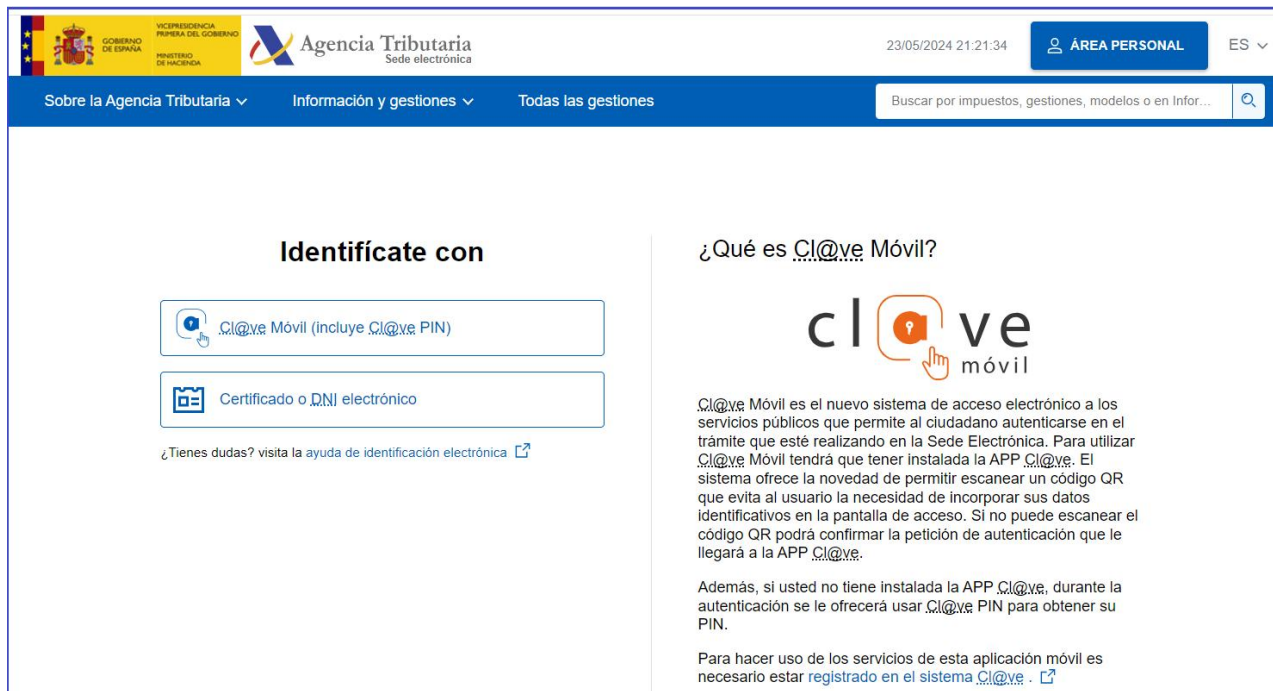 GOBIERNO
DE ESPAÑA
VICEPRESIDENCIA
PRIMERA DEL GOBIERNO
MINISTERIO
DE HACIENDA
Agencia Tributaria
Sede electrónica
23/05/2024 21:21:34
ÁREA PERSONAL
ES
Sobre la Agencia Tributaria
Información y gestiones
Todas las gestiones
Buscar por impuestos, gestiones, modelos o en Infor...
Identifícate con
Cl@ve Móvil (incluye Cl@ve PIN)
Certificado o DNI electrónico
¿Tienes dudas? visita la ayuda de identificación electrónica
¿Qué es Cl@ve Móvil?
cl@ve
móvil
Cl@ve Móvil es el nuevo sistema de acceso electrónico a los
servicios públicos que permite al ciudadano autenticarse en el
trámite que esté realizando en la Sede Electrónica. Para utilizar
Cl@ve Móvil tendrá que tener instalada la APP Cl@ve. El
sistema ofrece la novedad de permitir escanear un código QR
que evita al usuario la necesidad de incorporar sus datos
identificativos en la pantalla de acceso. Si no puede escanear el
código QR podrá confirmar la petición de autenticación que le
llegará a la APP Cl@ve.
Además, si usted no tiene instalada la APP Cl@ve, durante la
autenticación se le ofrecerá usar Cl@ve PIN para obtener su
PIN.
Para hacer uso de los servicios de esta aplicación móvil es
necesario estar registrado en el sistema Cl@ve .